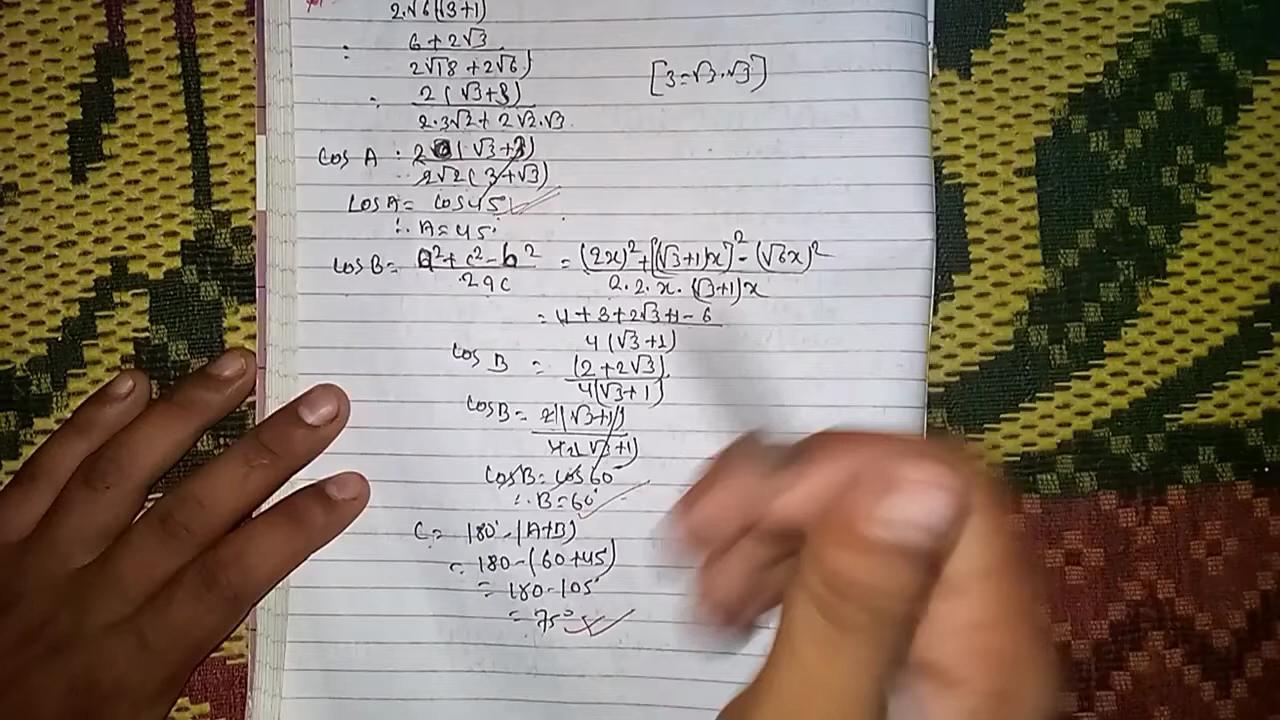 2.√6(√3+1)
= 6+2√3
2√18 +2√6)
= 2(√3+3)
2.3√2+2√2.√3.
[3=√3.√3]
cos A = 2(√3+3)
2√2(3+√3)
cos A = cos45°
∴ A=45°
cos B = a²+c²-b² = (2x)²+[(√3+1)x]²-(√6x)²
2ac 2.2.x.(√3+1)x
= 4+3+2√3+1-6
4(√3+1)
cos B = (2+2√3)
4(√3+1)
cos B = 2(√3+1)
4(√3+1)
cosB = cos60
∴ B=60°
C = 180°-(A+B)
= 180-(60+45)
= 180-105°
= 75°